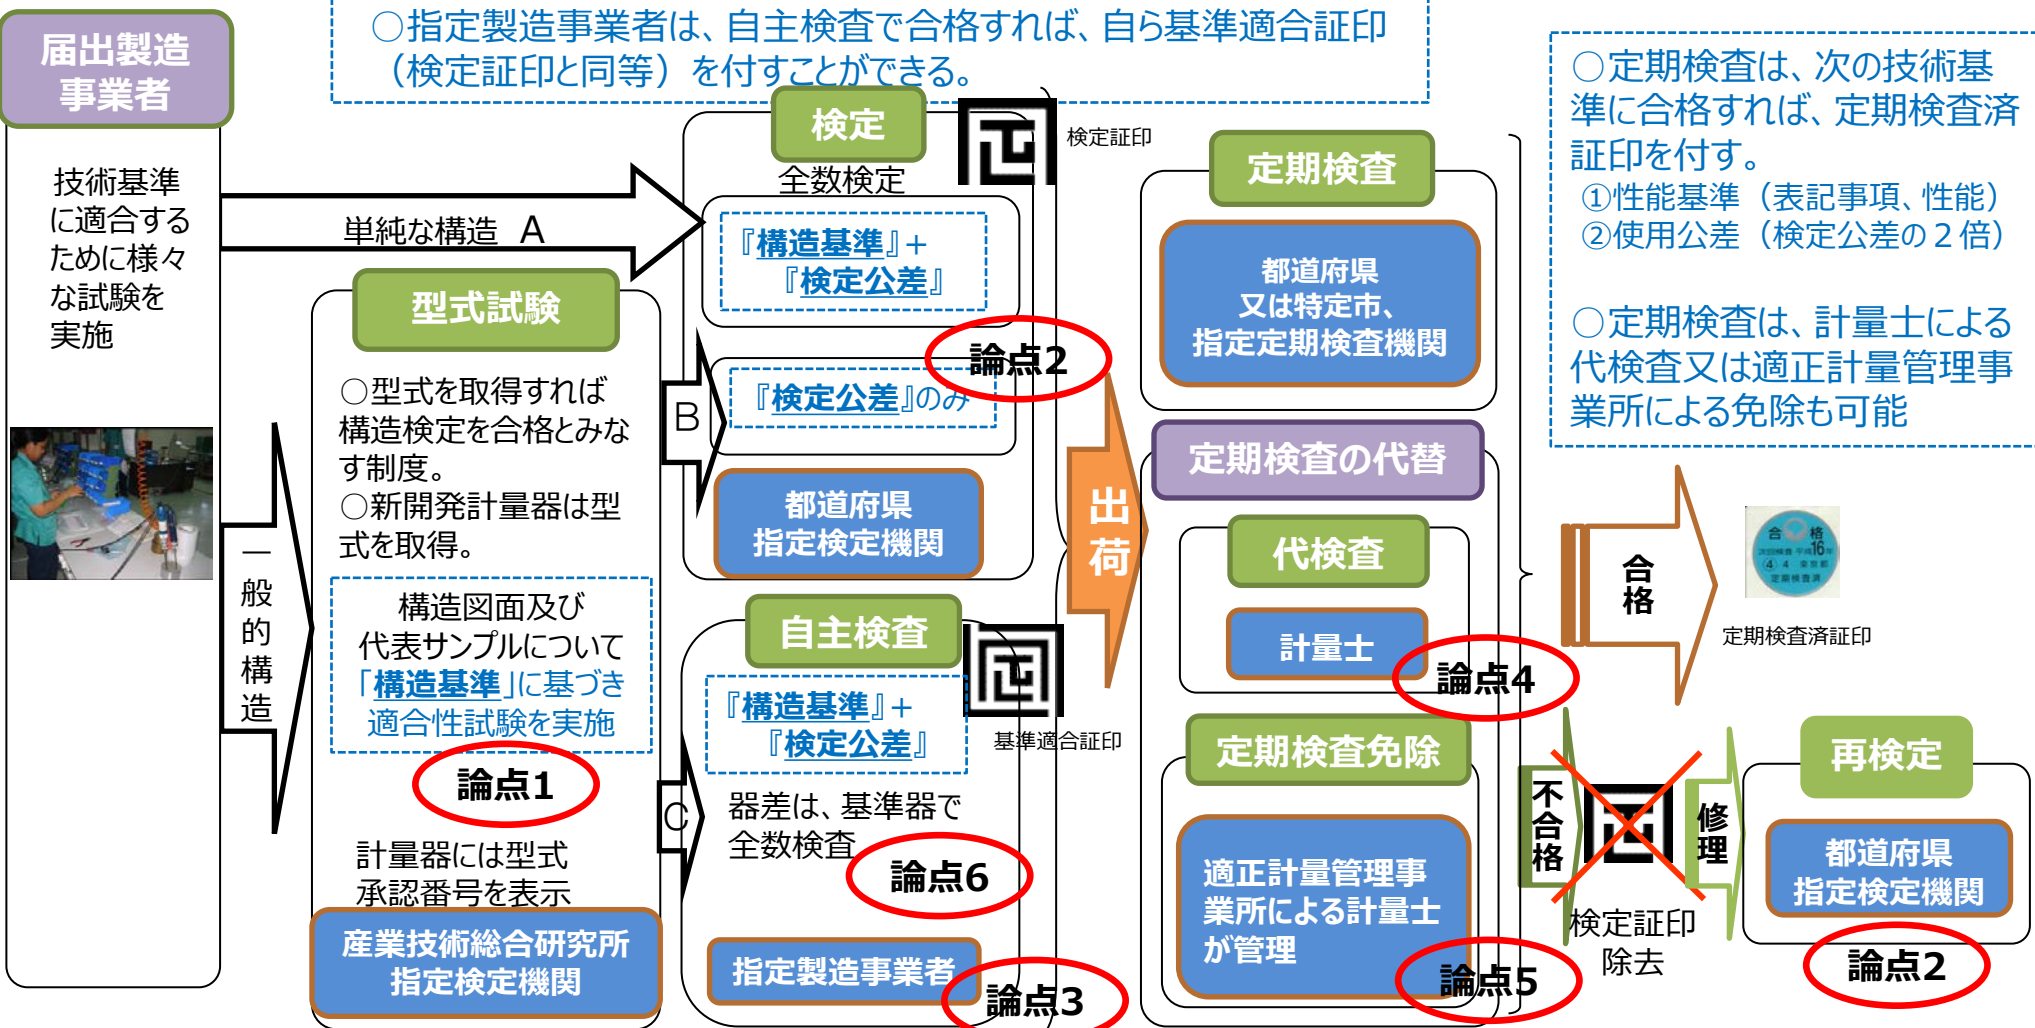 ○指定製造事業者は、自主検査で合格すれば、自ら基準適合証印
（検定証印と同等）を付すことができる。
届出製造
事業者
技術基準
に適合する
ために様々
な試験を
実施
単純な構造 A
一般的構造
型式試験
○型式を取得すれば
構造検定を合格とみな
す制度。
○新開発計量器は型
式を取得。
構造図面及び
代表サンプルについて
「構造基準」に基づき
適合性試験を実施
論点1
計量器には型式
承認番号を表示
産業技術総合研究所
指定検定機関
検定
全数検定
検定証印
『構造基準』+
『検定公差』
論点2
B
『検定公差』のみ
都道府県
指定検定機関
C
自主検査
『構造基準』+
『検定公差』
基準適合証印
器差は、基準器で
全数検査
論点6
指定製造事業者
論点3
出荷
定期検査
都道府県
又は特定市、
指定定期検査機関
定期検査の代替
代検査
計量士
論点4
定期検査免除
適正計量管理事
業所による計量士
が管理
論点5
○定期検査は、次の技術基
準に合格すれば、定期検査済
証印を付す。
①性能基準（表記事項、性能）
②使用公差（検定公差の２倍）
○定期検査は、計量士による
代検査又は適正計量管理事
業所による免除も可能
合格
合 格
次回検査 平成16年
④ 4 東京都
定期検査済
定期検査済証印
不合格
検定証印
除去
修理
再検定
都道府県
指定検定機関
論点2